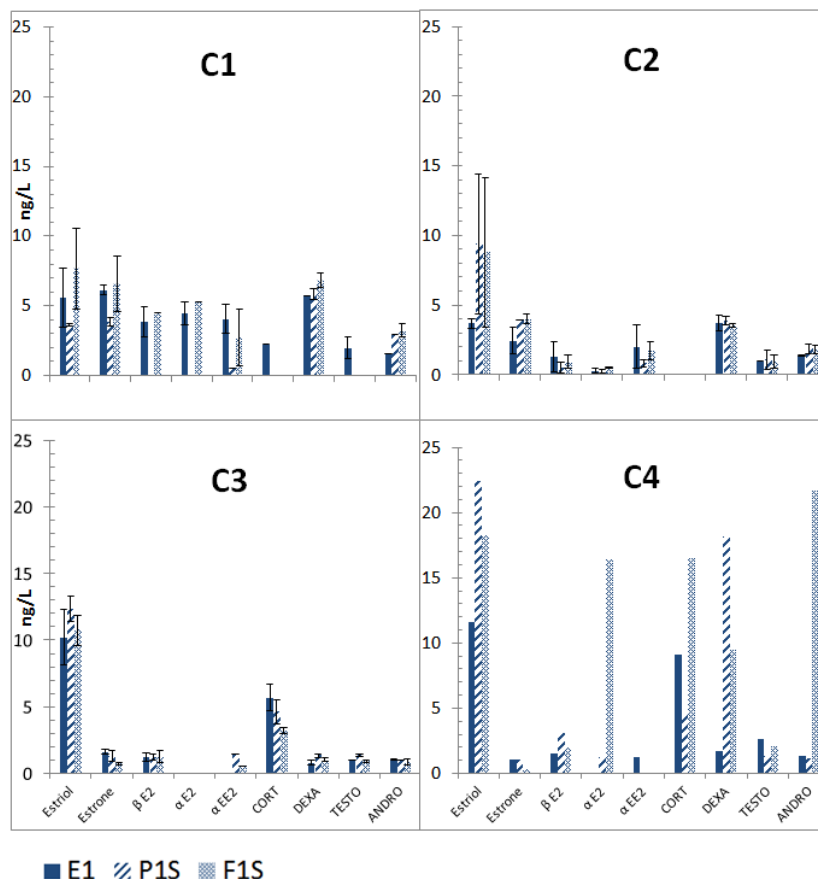 25
20
15
10
5
0
ng/L
C1
25
20
15
10
5
0
C2
25
20
15
10
5
0
ng/L
C3
Estriol
Estrone
β E2
α E2
α EE2
CORT
DEXA
TESTO
ANDRO
25
20
15
10
5
0
C4
Estriol
Estrone
β E2
α E2
α EE2
CORT
DEXA
TESTO
ANDRO
E1 P1S F1S